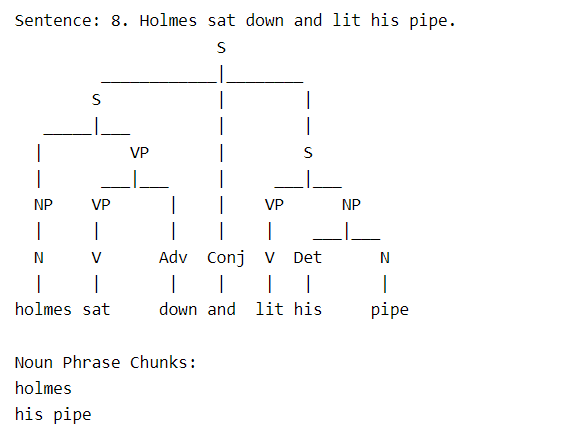 Sentence: 8. Holmes sat down and lit his pipe.
S
S
VP S
NP VP VP NP
N V Adv Conj V Det N
holmes sat down and lit his pipe
Noun Phrase Chunks:
holmes
his pipe